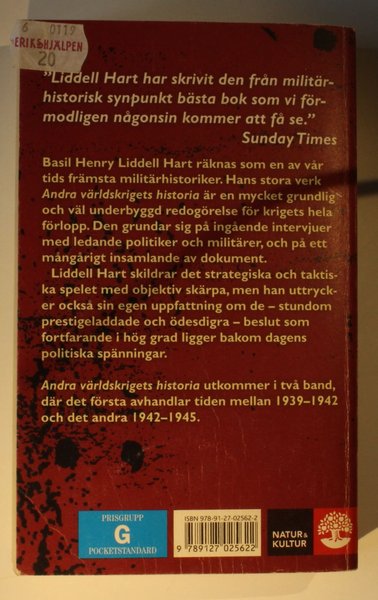 6 0119
ERIKSHJÄLPEN
20
”Liddell Hart har skrivit den från militär-
historisk synpunkt bästa bok som vi för-
modligen någonsin kommer att få se.”
Sunday Times
Basil Henry Liddell Hart räknas som en av vår
tids främsta militärhistoriker. Hans stora verk
Andra världskrigets historia är en mycket grundlig
och väl underbyggd redogörelse för krigets hela
förlopp. Den grundar sig på ingående intervjuer
med ledande politiker och militärer, och på ett
mångårigt insamlande av dokument.
Liddell Hart skildrar det strategiska och taktis-
ka spelet med objektiv skärpa, men han uttryck-
er också sin egen uppfattning om de – stundom
prestigeladdade och ödesdigra – beslut som
fortfarande i hög grad ligger bakom dagens
politiska spänningar.
Andra världskrigets historia utkommer i två band,
där det första avhandlar tiden mellan 1939–1942
och det andra 1942–1945.
PRISGRUPP
G
POCKETSTANDARD
ISBN 978-91-27-02562-2
9 789127 025622
NATUR &
KULTUR